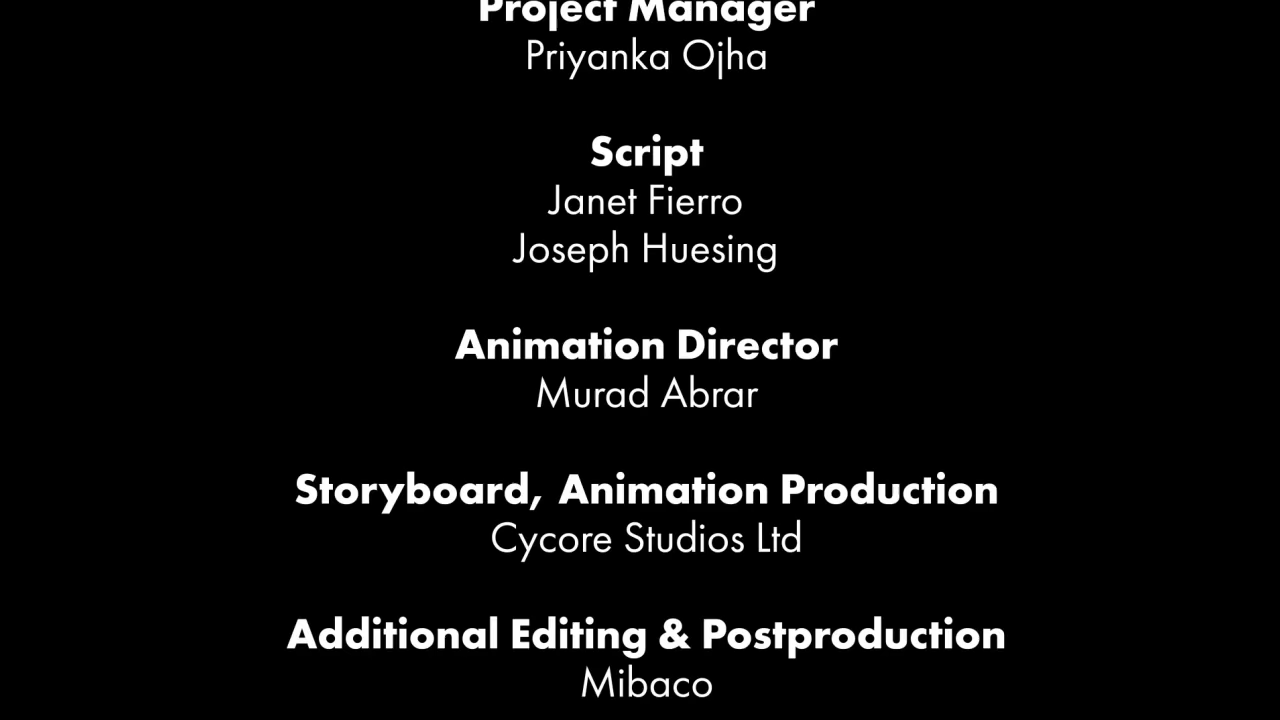 Project Manager
Priyanka Ojha
Script
Janet Fierro
Joseph Huesing
Animation Director
Murad Abrar
Storyboard, Animation Production
Cycore Studios Ltd
Additional Editing & Postproduction
Mibaco